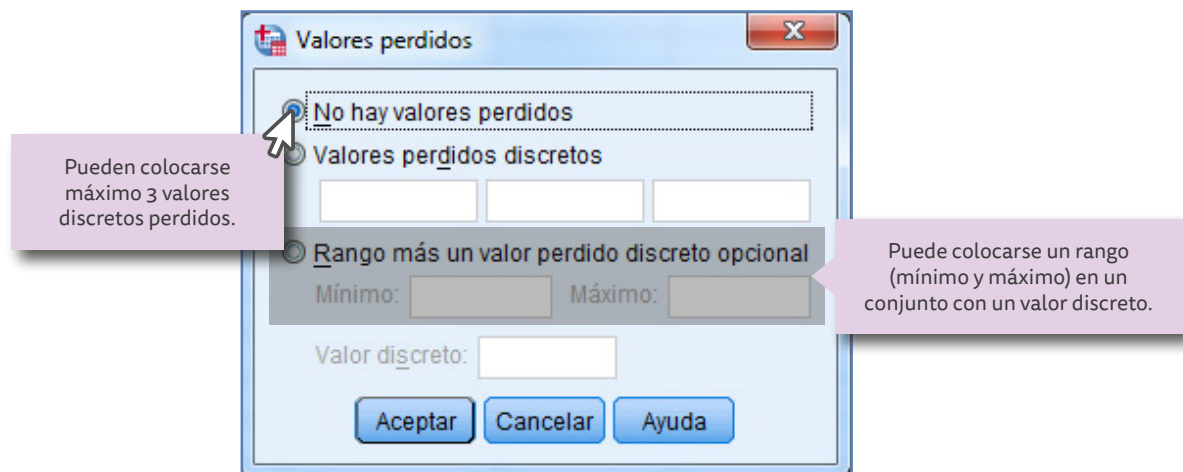 Valores perdidos
No hay valores perdidos
Pueden colocarse
máximo 3 valores
discretos perdidos.
Valores perdidos discretos
Rango más un valor perdido discreto opcional
Mínimo: Máximo:
Puede colocarse un rango
(mínimo y máximo) en un
conjunto con un valor discreto.
Valor discreto:
Aceptar Cancelar Ayuda